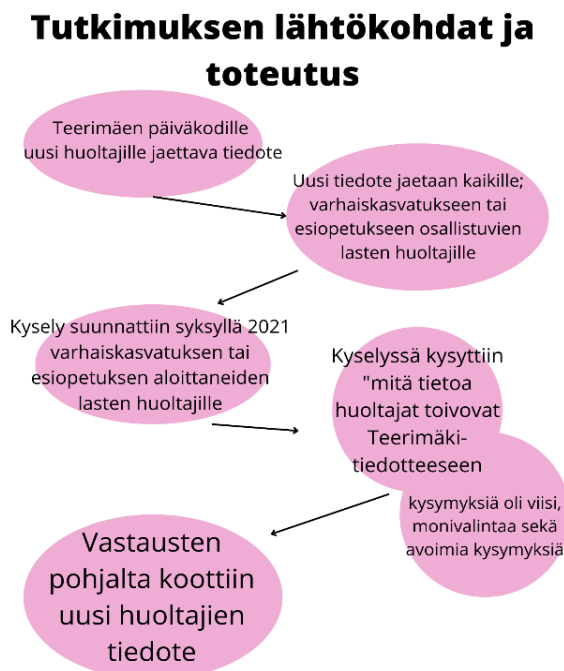 Tutkimuksen lähtökohdat ja
toteutus
Teerimäen päiväkodille
uusi huoltajille jaettava tiedote
Uusi tiedote jaetaan kaikille;
varhaiskasvatukseen tai
esiopetukseen osallistuvien
lasten huoltajille
Kysely suunnattiin syksyllä 2021
varhaiskasvatuksen tai
esiopetuksen aloittaneiden
lasten huoltajille
Kyselyssä kysyttiin
"mitä tietoa
huoltajat toivovat
Teerimäki-
tiedotteeseen
kysymyksiä oli viisi,
monivalintaa sekä
avoimia kysymyksiä
Vastausten
pohjalta koottiin
uusi huoltajien
tiedote